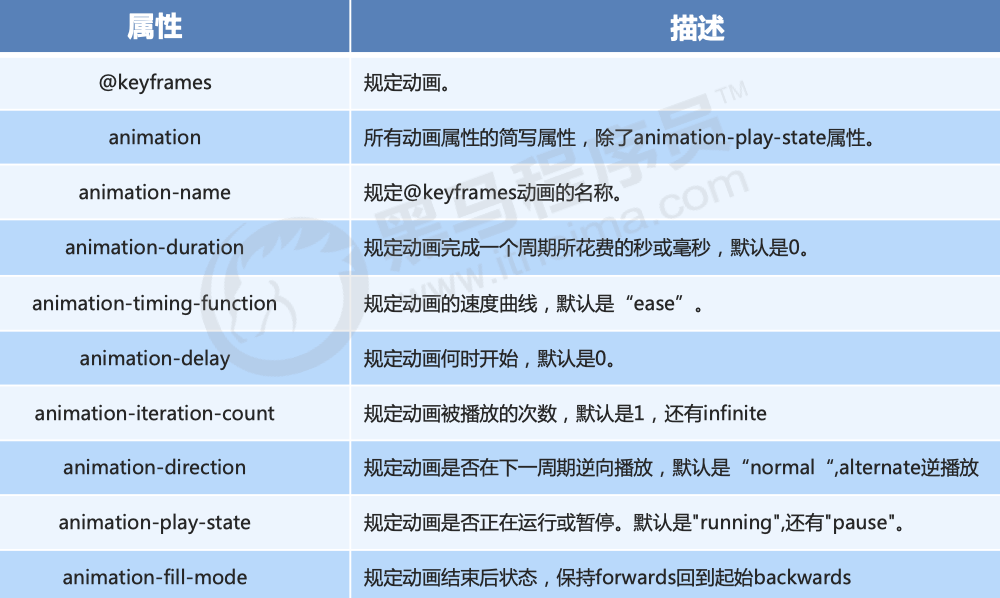 属性 描述
@keyframes 规定动画。
animation 所有动画属性的简写属性，除了animation-play-state属性。
animation-name 规定@keyframes动画的名称。
animation-duration 规定动画完成一个周期所花费的秒或毫秒，默认是0。
animation-timing-function 规定动画的速度曲线，默认是“ease”。
animation-delay 规定动画何时开始，默认是0。
animation-iteration-count 规定动画被播放的次数，默认是1，还有infinite
animation-direction 规定动画是否在下一周期逆向播放，默认是“normal“,alternate逆播放
animation-play-state 规定动画是否正在运行或暂停。默认是"running",还有"pause"。
animation-fill-mode 规定动画结束后状态，保持forwards回到起始backwards
黑马程序员™
www.itheima.com